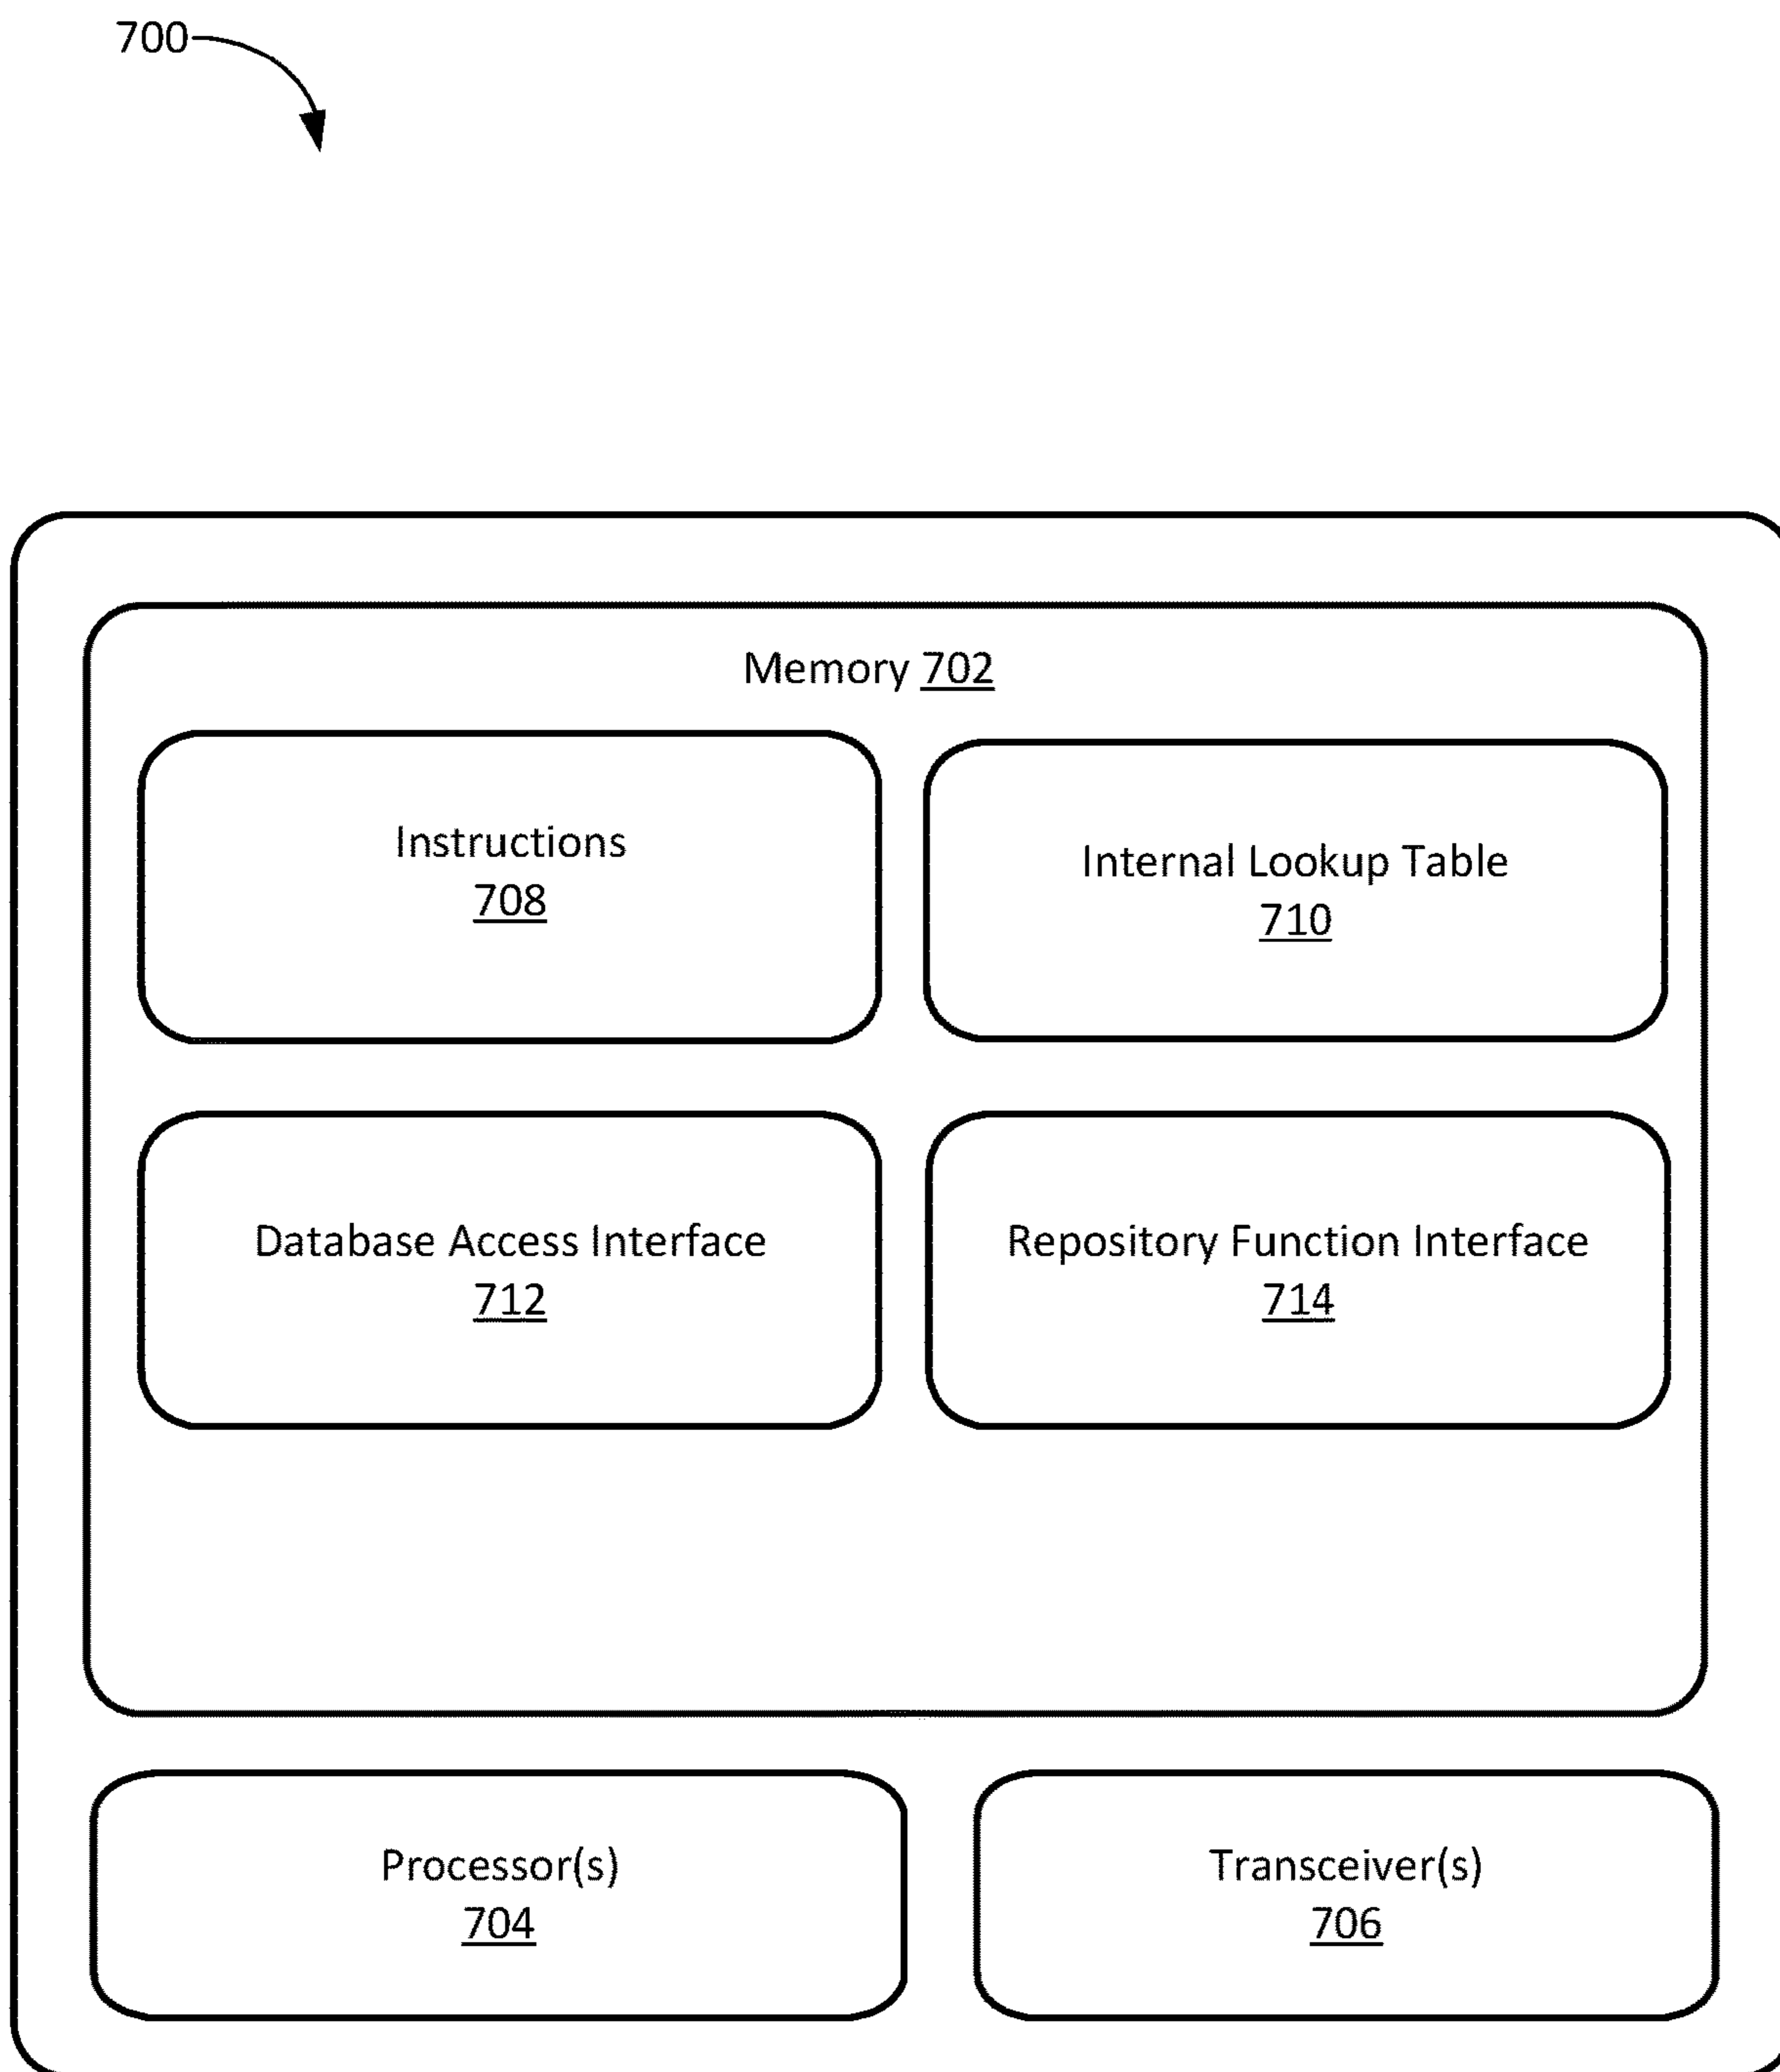 700
Memory 702
Instructions
708
Internal Lookup Table
710
Database Access Interface
712
Repository Function Interface
714
Processor(s)
704
Transceiver(s)
706